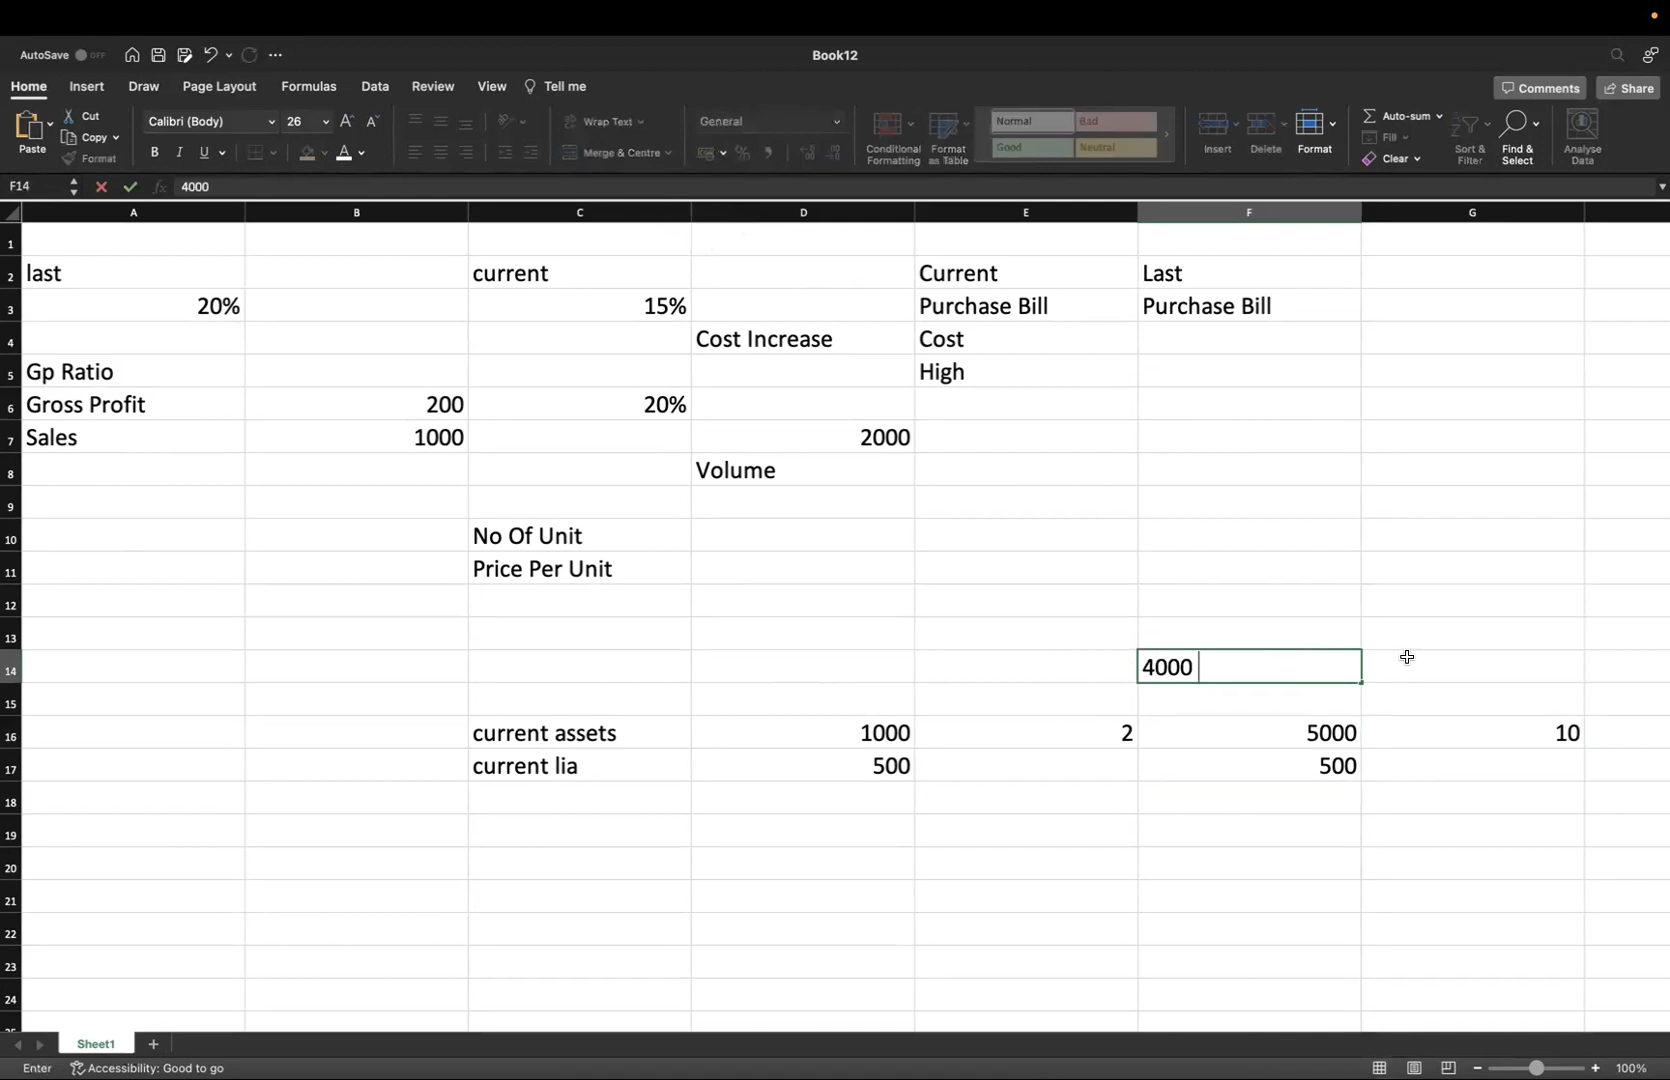 AutoSave OFF
Book12
Home Insert Draw Page Layout Formulas Data Review View Tell me
Comments Share
Paste
Cut
Copy
Format
Calibri (Body) 26
B I U
Wrap Text
Merge & Centre
General
Conditional Formatting
Format as Table
Normal Bad
Good Neutral
Insert Delete Format
Auto-sum
Fill
Clear
Sort & Filter
Find & Select
Analyse Data
F14 fx 4000
A B C D E F G
1
2 last current Current Last
3 20% 15% Purchase Bill Purchase Bill
4 Cost Increase Cost
5 Gp Ratio High
6 Gross Profit 200 20%
7 Sales 1000 2000
8 Volume
9
10 No Of Unit
11 Price Per Unit
12
13
14 4000
15
16 current assets 1000 2 5000 10
17 current lia 500 500
18
19
20
21
22
23
24
25
Sheet1
Enter Accessibility: Good to go 100%